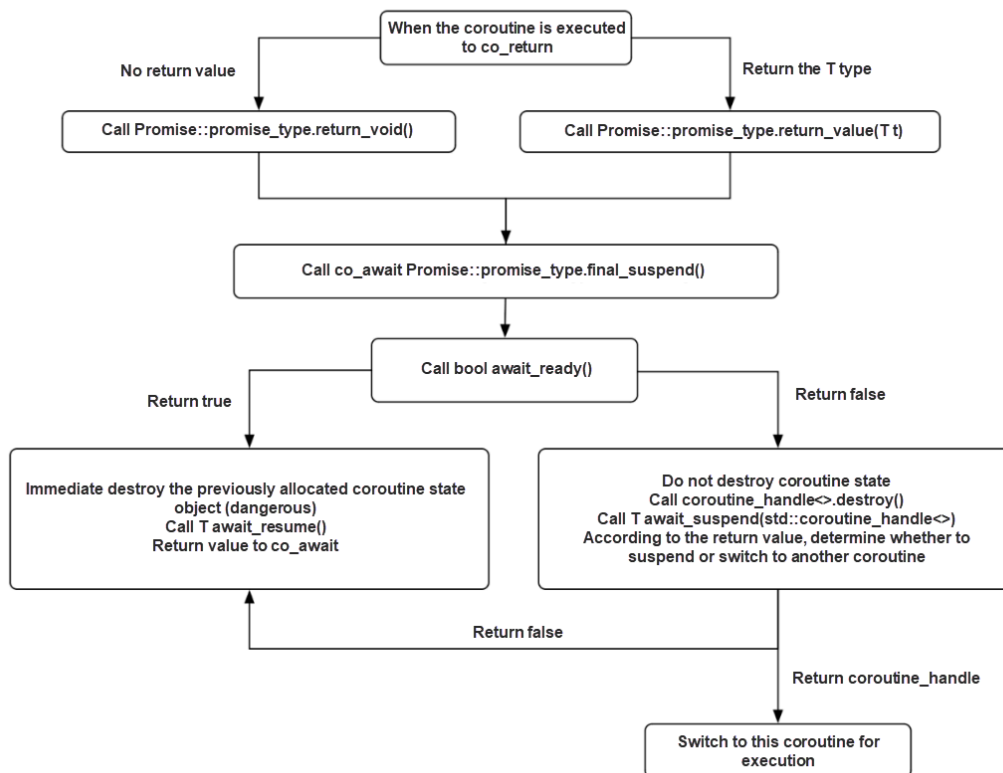 When the coroutine is executed
to co_return
No return value
Return the T type
Call Promise::promise_type.return_void()
Call Promise::promise_type.return_value(T t)
Call co_await Promise::promise_type.final_suspend()
Call bool await_ready()
Return true
Return false
Immediate destroy the previously allocated coroutine state
object (dangerous)
Call T await_resume()
Return value to co_await
Do not destroy coroutine state
Call coroutine_handle<>.destroy()
Call T await_suspend(std::coroutine_handle<>)
According to the return value, determine whether to
suspend or switch to another coroutine
Return false
Return coroutine_handle
Switch to this coroutine for
execution